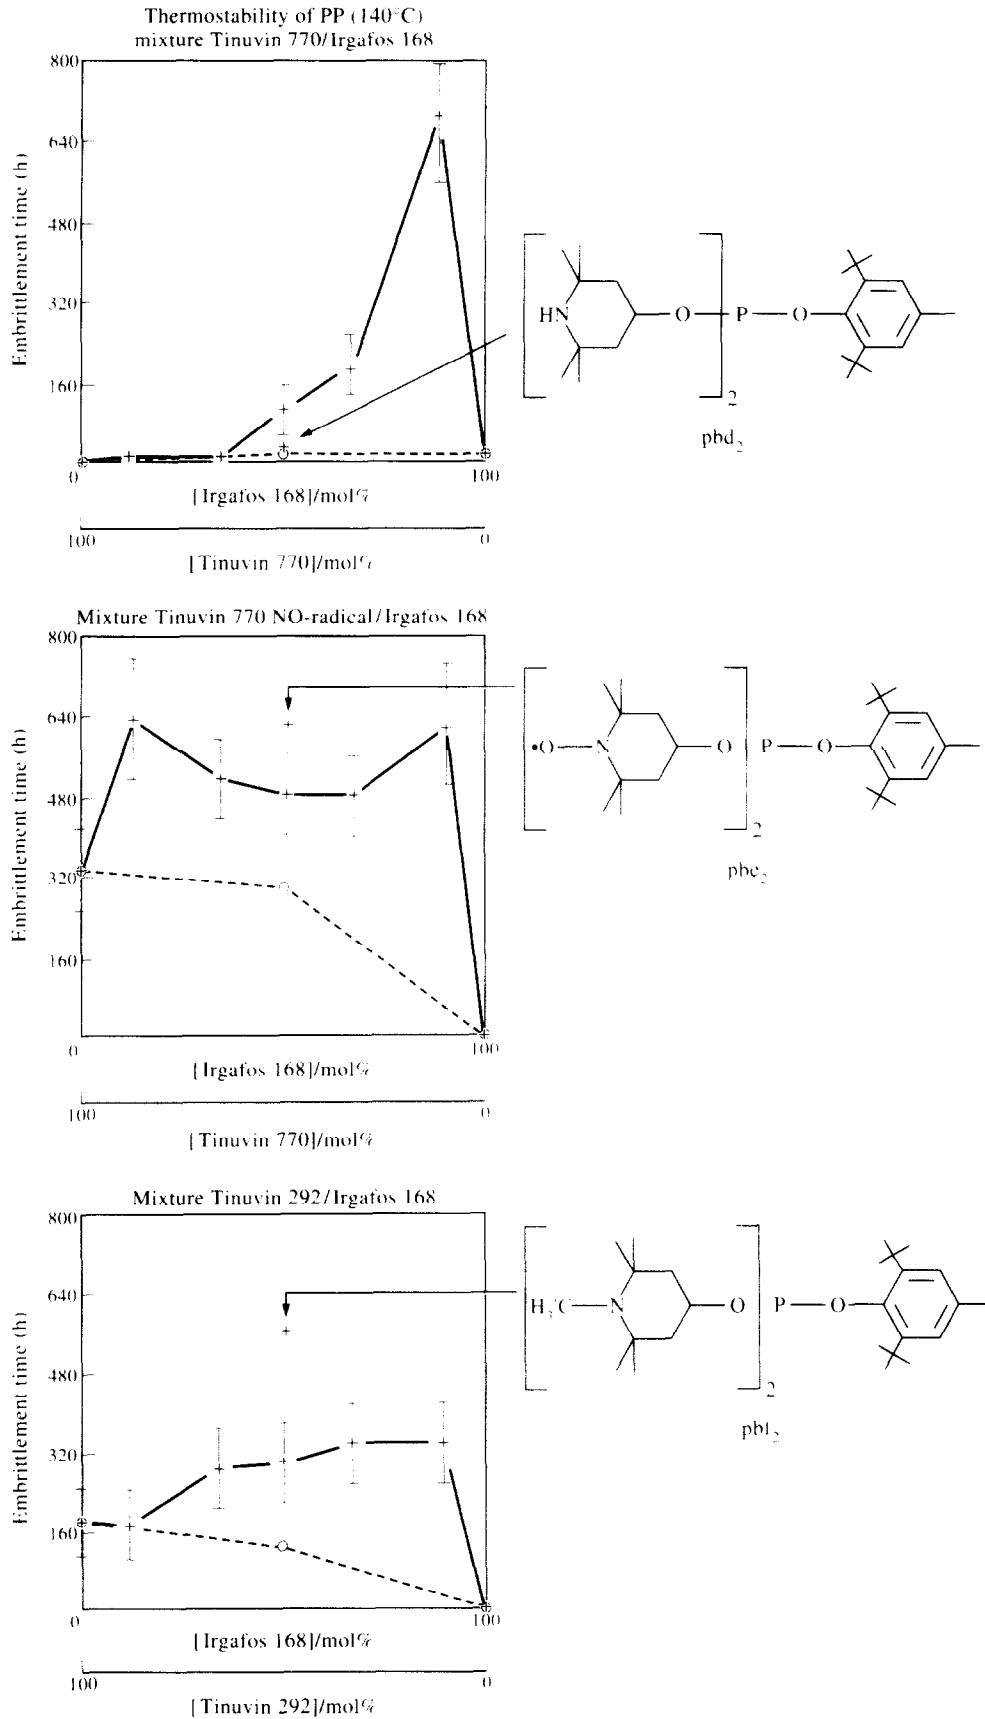 Thermostability of PP (140°C)
mixture Tinuvin 770/Irgafos 168
800
640
480
320
160
Embrittlement time (h)
0
100
[Irgafos 168]/mol%
100
0
[Tinuvin 770]/mol%
HN
O
P
O
2
pbd₂
Mixture Tinuvin 770 NO-radical/Irgafos 168
800
640
480
320
160
Embrittlement time (h)
0
100
[Irgafos 168]/mol%
100
0
[Tinuvin 770]/mol%
•O
N
O
P
O
2
pbe₂
Mixture Tinuvin 292/Irgafos 168
800
640
480
320
160
Embrittlement time (h)
0
100
[Irgafos 168]/mol%
100
0
[Tinuvin 292]/mol%
H₃C
N
O
P
O
2
pbf₂